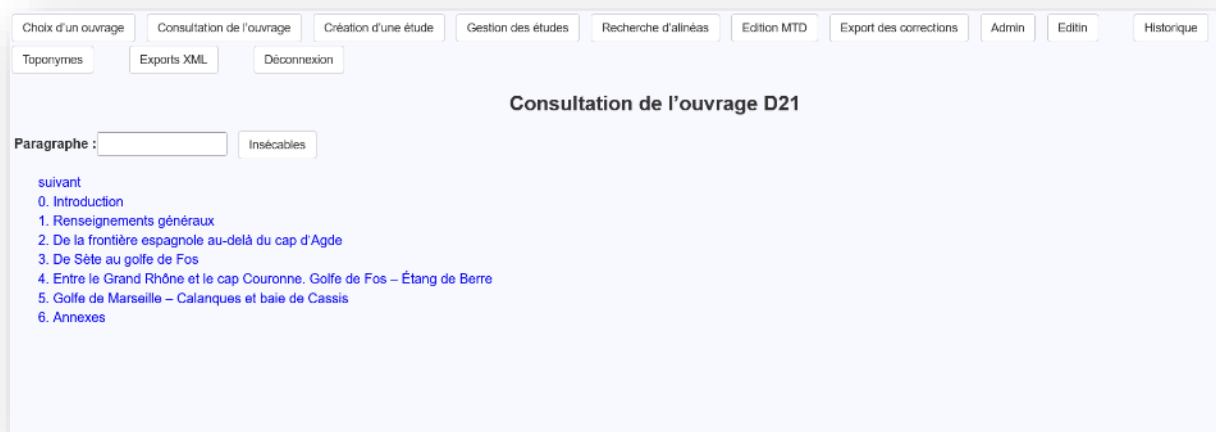 Choix d'un ouvrage Consultation de l'ouvrage Création d'une étude Gestion des études Recherche d'alinéas Edition MTD Export des corrections Admin Editin Historique
Toponymes Exports XML Déconnexion
Consultation de l'ouvrage D21
Paragraphe : Insécables
suivant
0. Introduction
1. Renseignements généraux
2. De la frontière espagnole au-delà du cap d'Agde
3. De Sète au golfe de Fos
4. Entre le Grand Rhône et le cap Couronne. Golfe de Fos – Étang de Berre
5. Golfe de Marseille – Calanques et baie de Cassis
6. Annexes